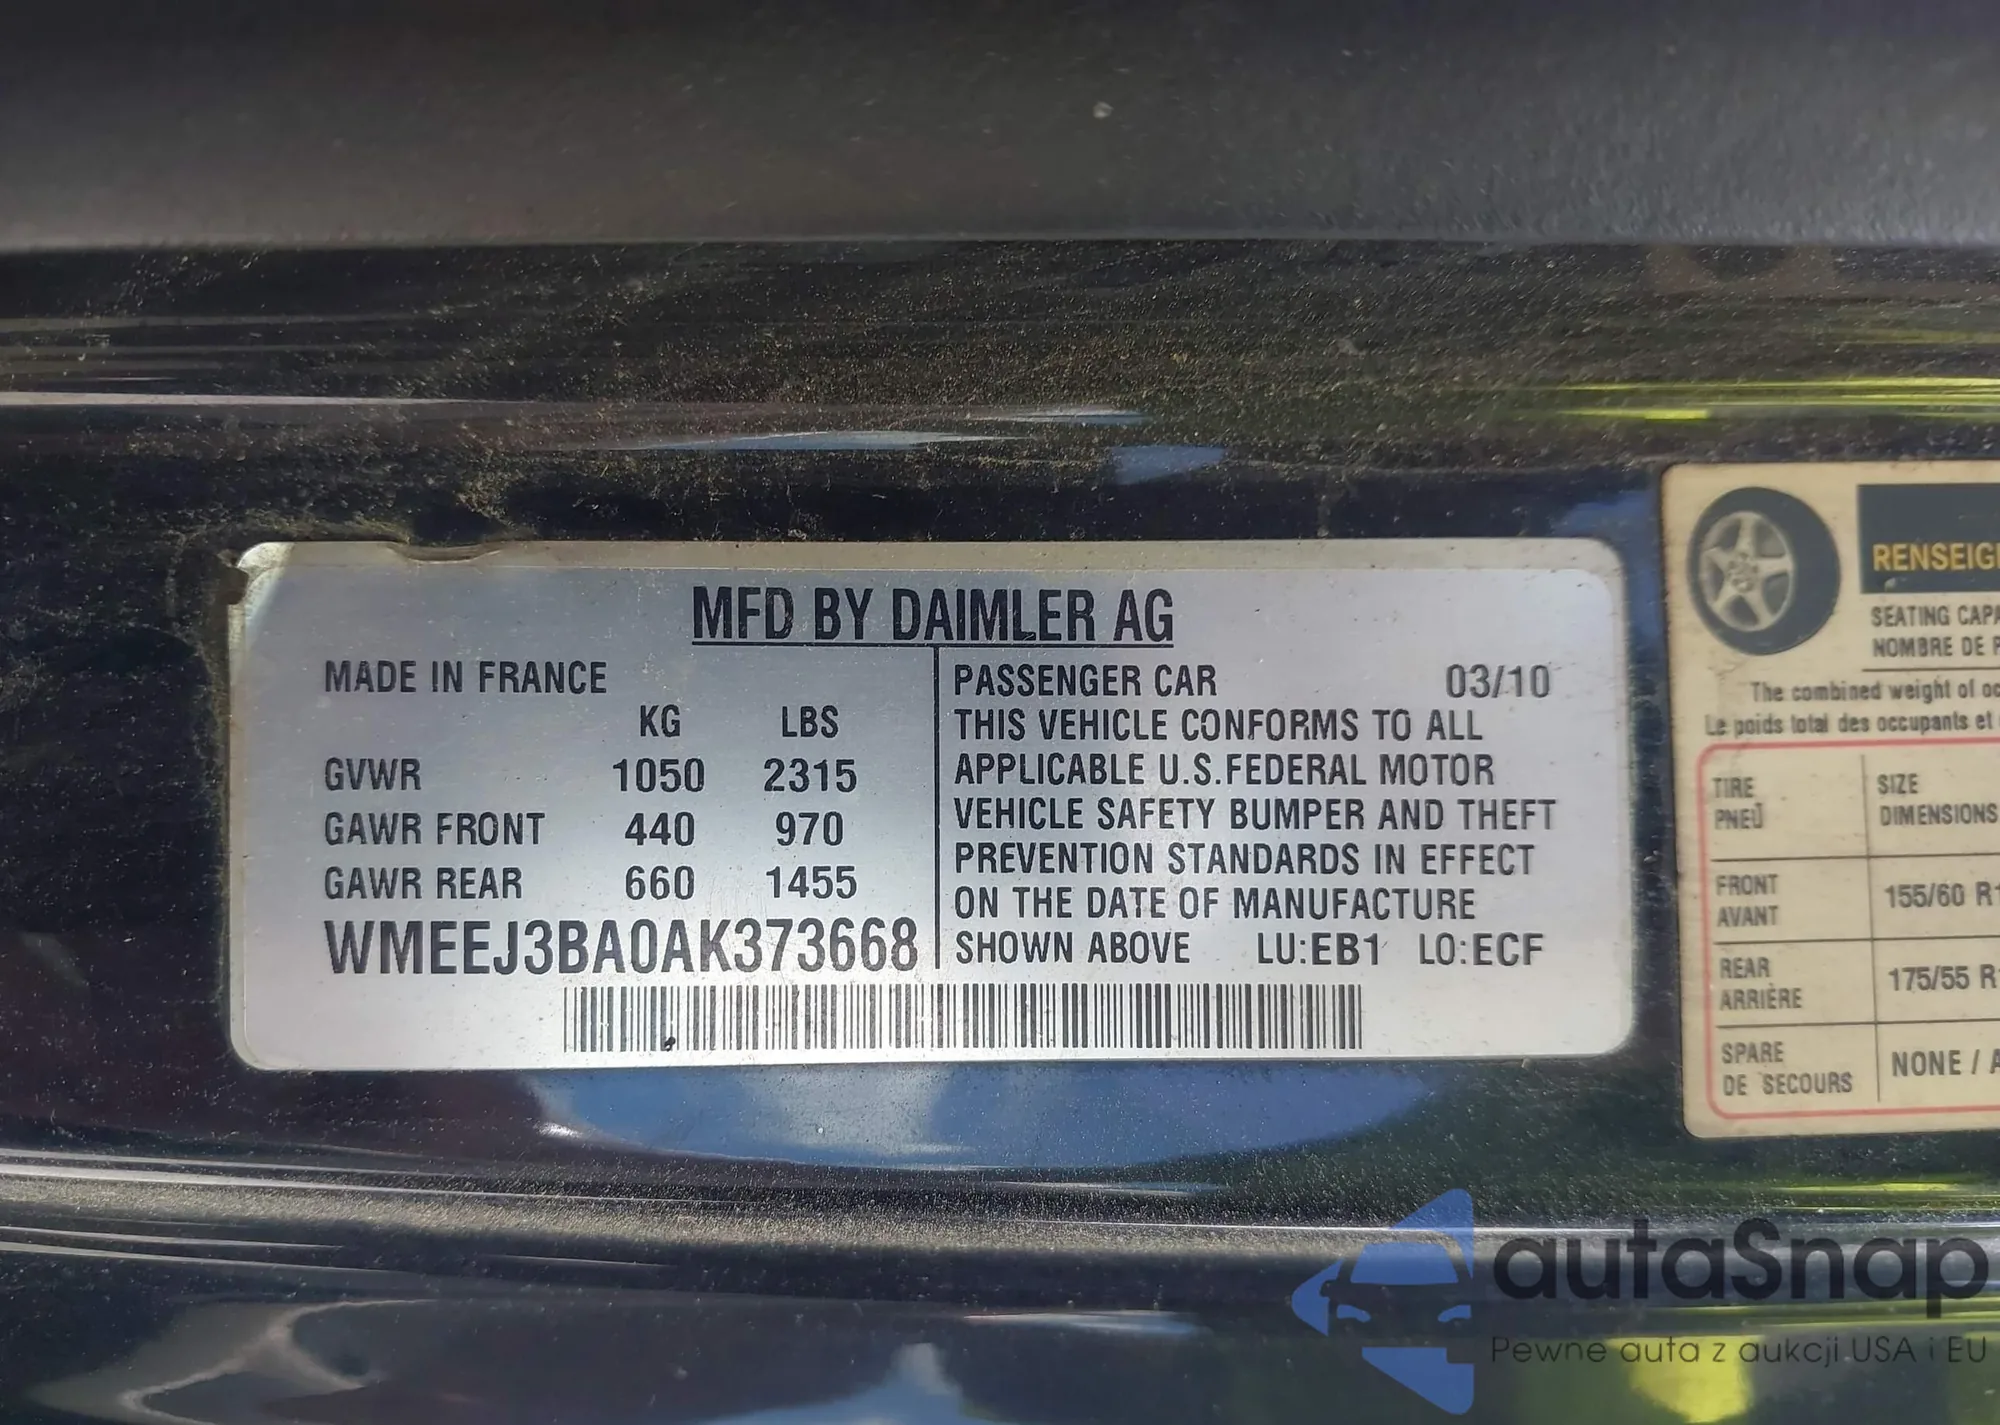 MFD BY DAIMLER AG
MADE IN FRANCE
KG LBS
GVWR 1050 2315
GAWR FRONT 440 970
GAWR REAR 660 1455
WMEEJ3BA0AK373668
PASSENGER CAR 03/10
THIS VEHICLE CONFORMS TO ALL
APPLICABLE U.S.FEDERAL MOTOR
VEHICLE SAFETY BUMPER AND THEFT
PREVENTION STANDARDS IN EFFECT
ON THE DATE OF MANUFACTURE
SHOWN ABOVE LU:EB1 LO:ECF
SEATING
NOMBRE DE
The combined weight of
Le poids total des occupants et
TIRE SIZE
PNEU DIMENSIONS
FRONT
AVANT 155/60
REAR
ARRIÈRE 175/55
SPARE
DE SECOURS NONE /
autaSnap
Pewne auta z aukcji USA i EU